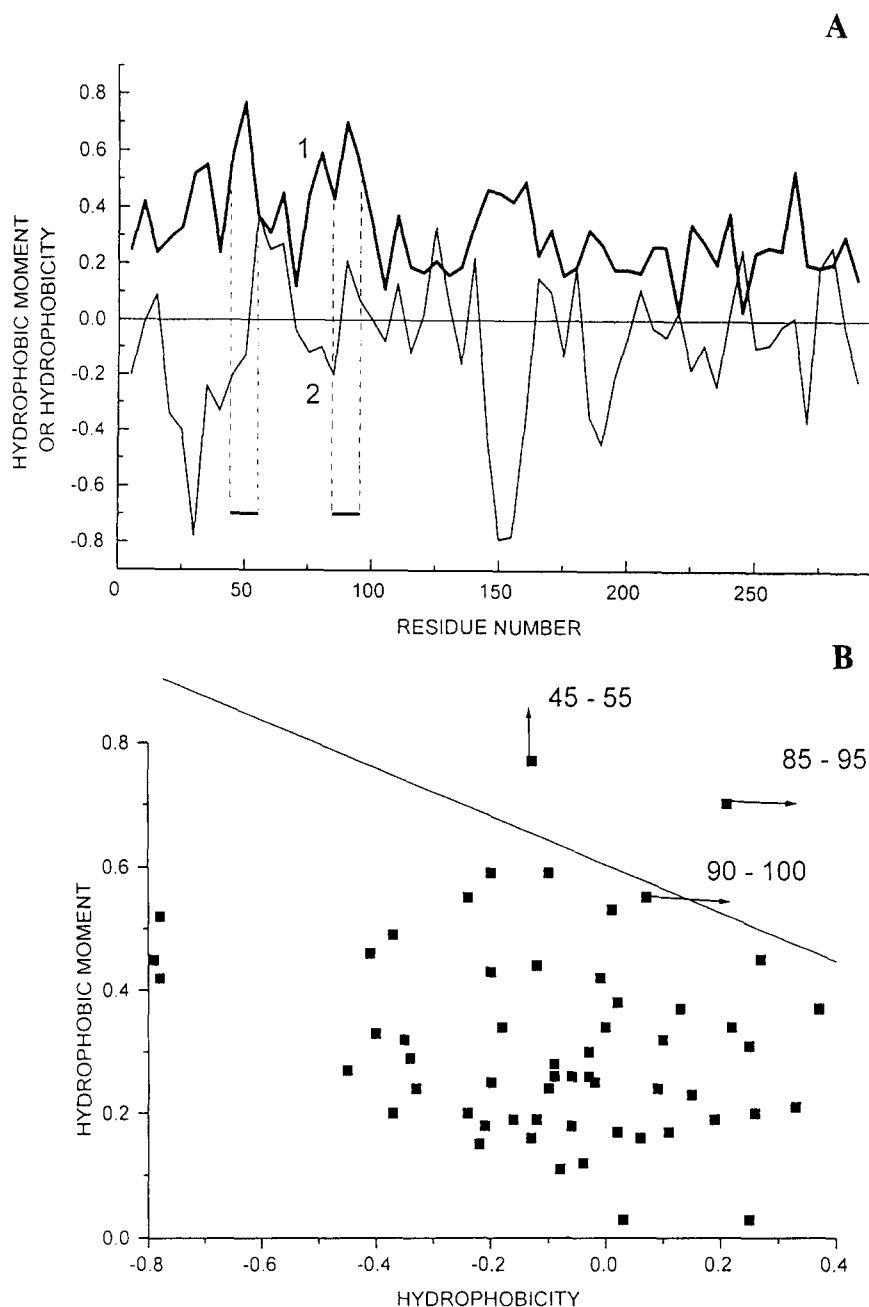 A
0.8
0.6
0.4
0.2
0.0
-0.2
-0.4
-0.6
-0.8
HYDROPHOBIC MOMENT
OR HYDROPHOBICITY
1
2
0 50 100 150 200 250
RESIDUE NUMBER
B
45 - 55
85 - 95
90 - 100
0.8
0.6
0.4
0.2
0.0
HYDROPHOBIC MOMENT
-0.8 -0.6 -0.4 -0.2 0.0 0.2 0.4
HYDROPHOBICITY